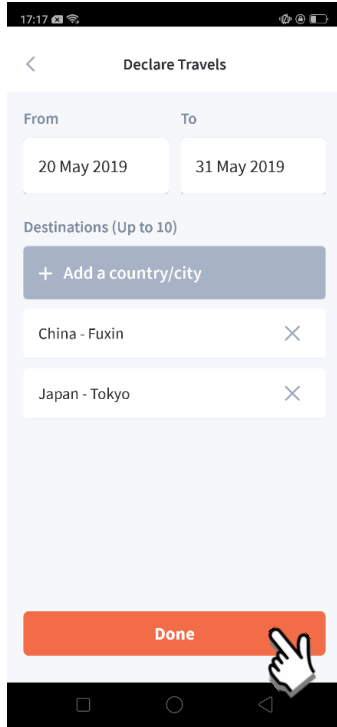 17:17
Declare Travels
From To
20 May 2019 31 May 2019
Destinations (Up to 10)
+ Add a country/city
China - Fuxin
Japan - Tokyo
Done